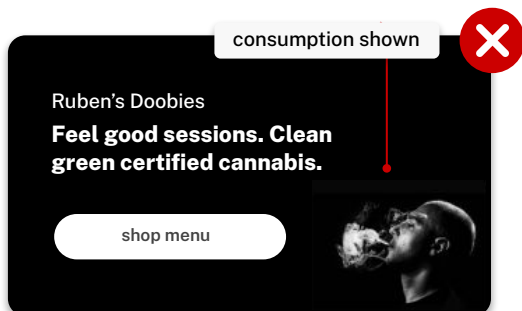 consumption shown
Ruben’s Doobies
Feel good sessions. Clean
green certified cannabis.
shop menu